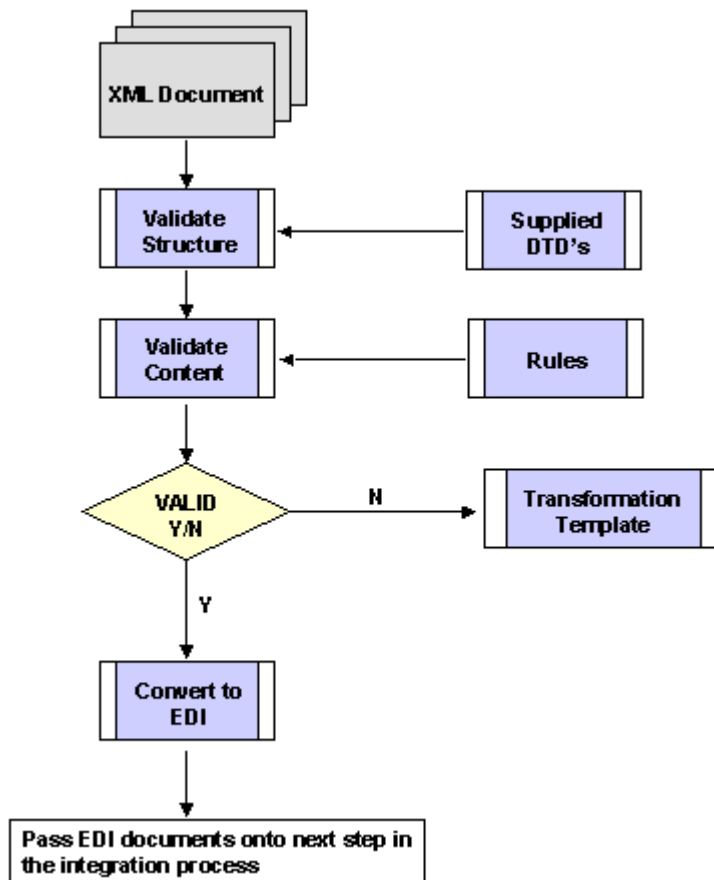 XML Document
Validate
Structure
Supplied
DTD's
Validate
Content
Rules
VALID
Y/N
N
Transformation
Template
Y
Convert to
EDI
Pass EDI documents onto next step in
the integration process